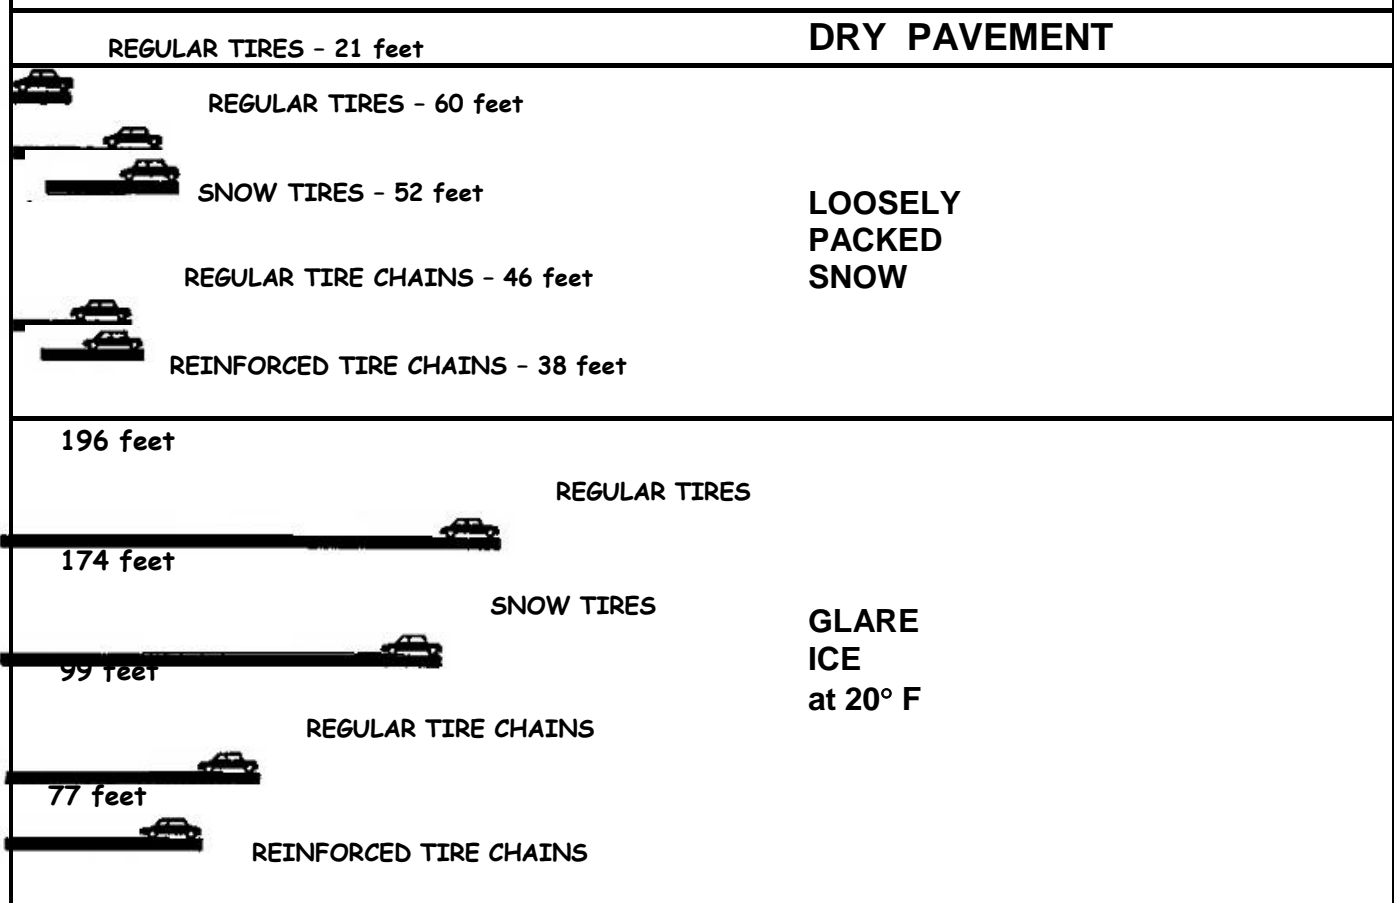 REGULAR TIRES – 21 feet
DRY PAVEMENT
REGULAR TIRES – 60 feet
SNOW TIRES – 52 feet
REGULAR TIRE CHAINS – 46 feet
REINFORCED TIRE CHAINS – 38 feet
LOOSELY
PACKED
SNOW
196 feet
REGULAR TIRES
174 feet
SNOW TIRES
99 feet
REGULAR TIRE CHAINS
77 feet
REINFORCED TIRE CHAINS
GLARE
ICE
at 20° F